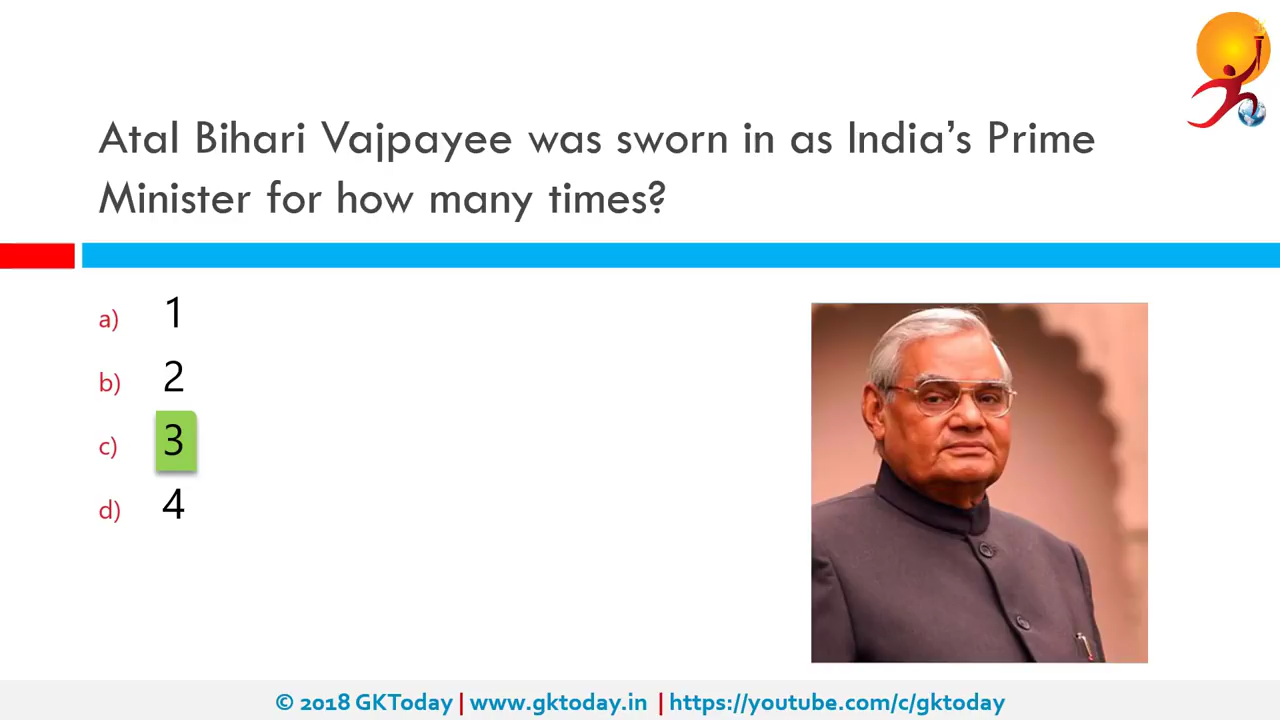 Atal Bihari Vajpayee was sworn in as India’s Prime
Minister for how many times?
a) 1
b) 2
c) 3
d) 4
© 2018 GKToday | www.gktoday.in | https://youtube.com/c/gktoday